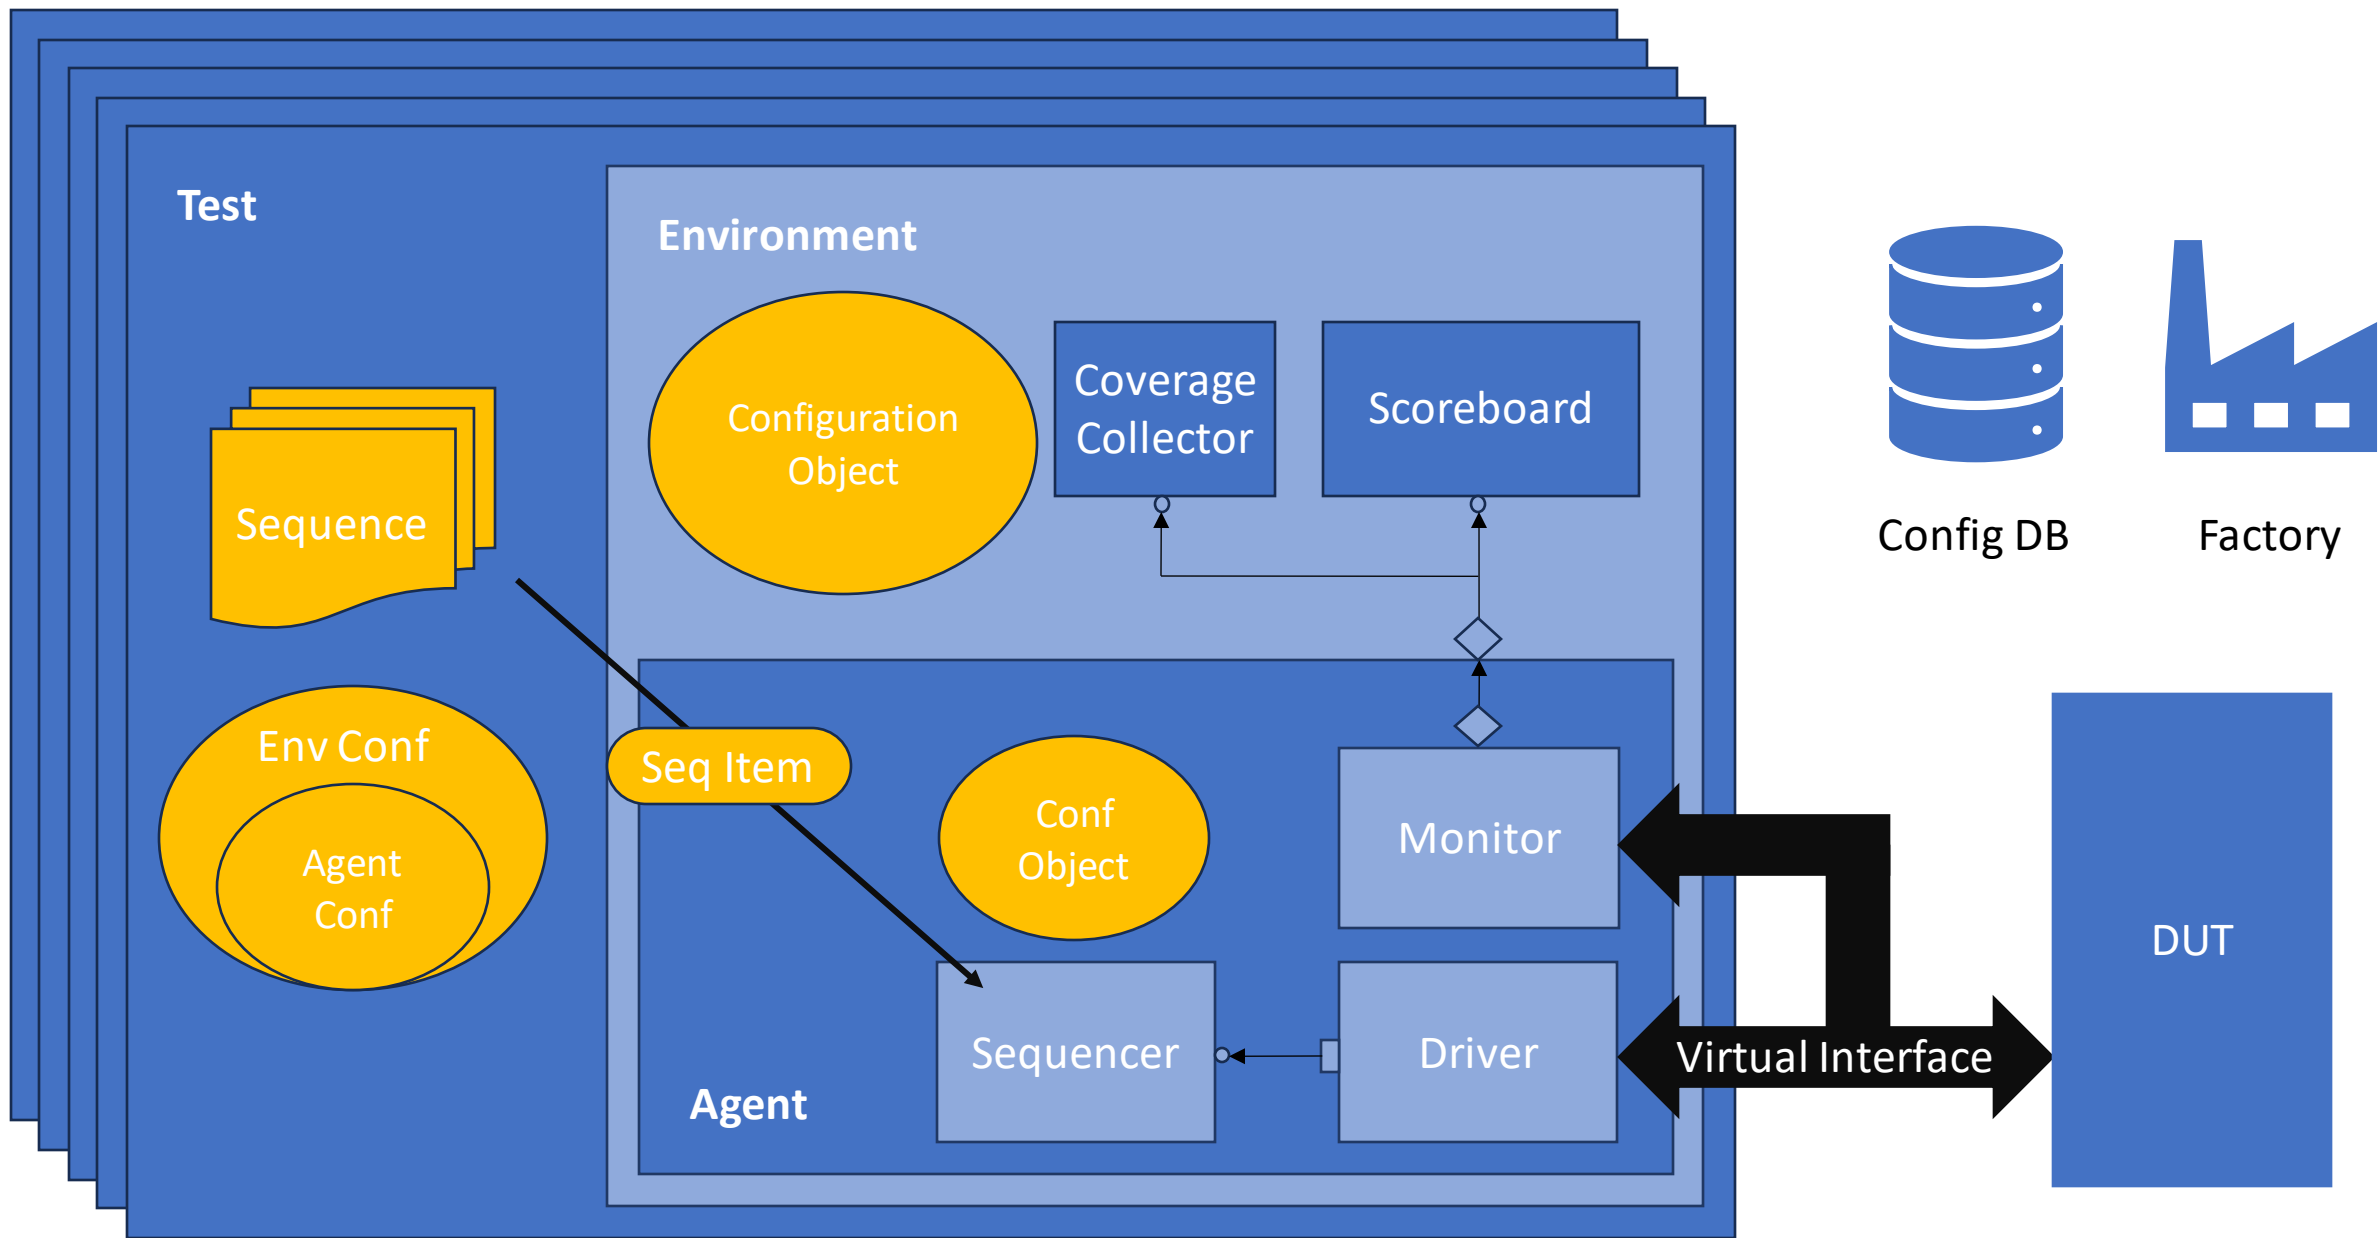 Test
Environment
Configuration
Object
Coverage
Collector
Scoreboard
Sequence
Config DB
Factory
Env Conf
Agent
Conf
Seq Item
Conf
Object
Monitor
DUT
Sequencer
Driver
Virtual Interface
Agent